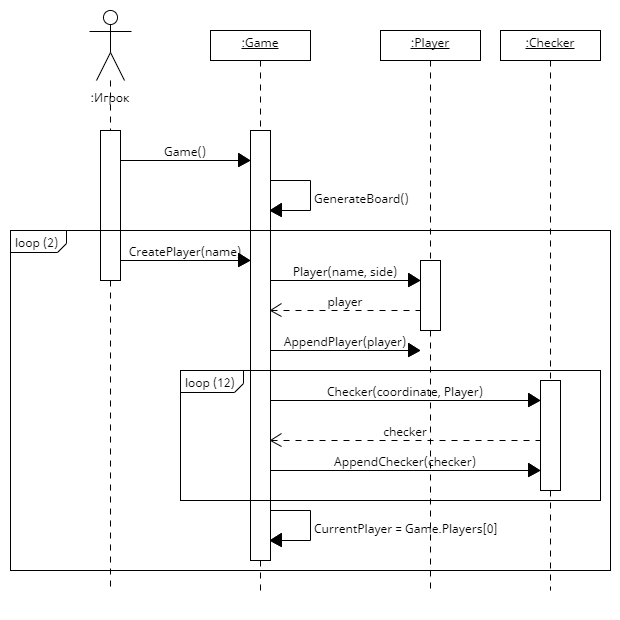 :Game
:Player
:Checker
:Игрок
Game()
GenerateBoard()
loop (2)
CreatePlayer(name)
Player(name, side)
player
AppendPlayer(player)
loop (12)
Checker(coordinate, Player)
checker
AppendChecker(checker)
CurrentPlayer = Game.Players[0]